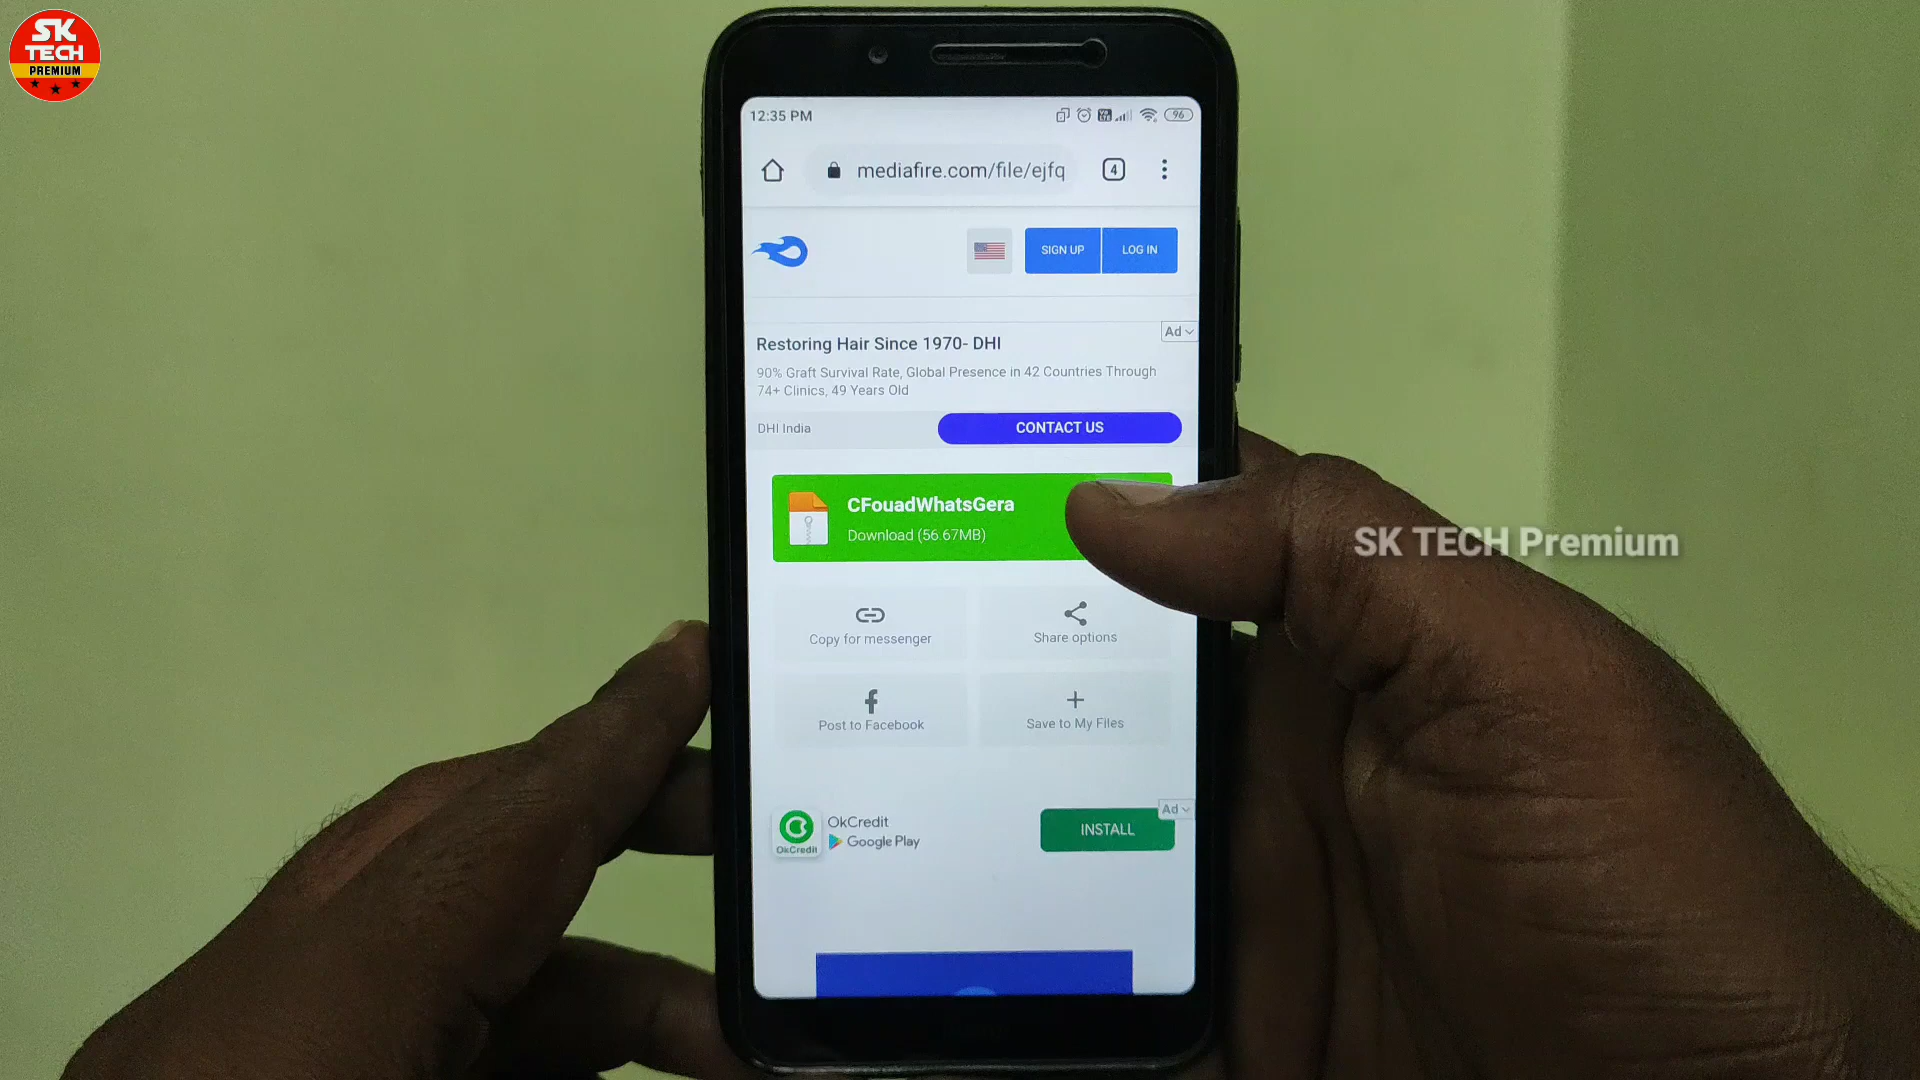 SK
TECH
PREMIUM
12:35 PM
96
mediafire.com/file/ejfq
4
SIGN UP
LOG IN
Ad
Restoring Hair Since 1970- DHI
90% Graft Survival Rate, Global Presence in 42 Countries Through
74+ Clinics, 49 Years Old
DHI India
CONTACT US
CFouadWhatsGera
Download (56.67MB)
SK TECH Premium
Copy for messenger
Share options
Post to Facebook
Save to My Files
Ad
OkCredit
OkCredit
Google Play
INSTALL